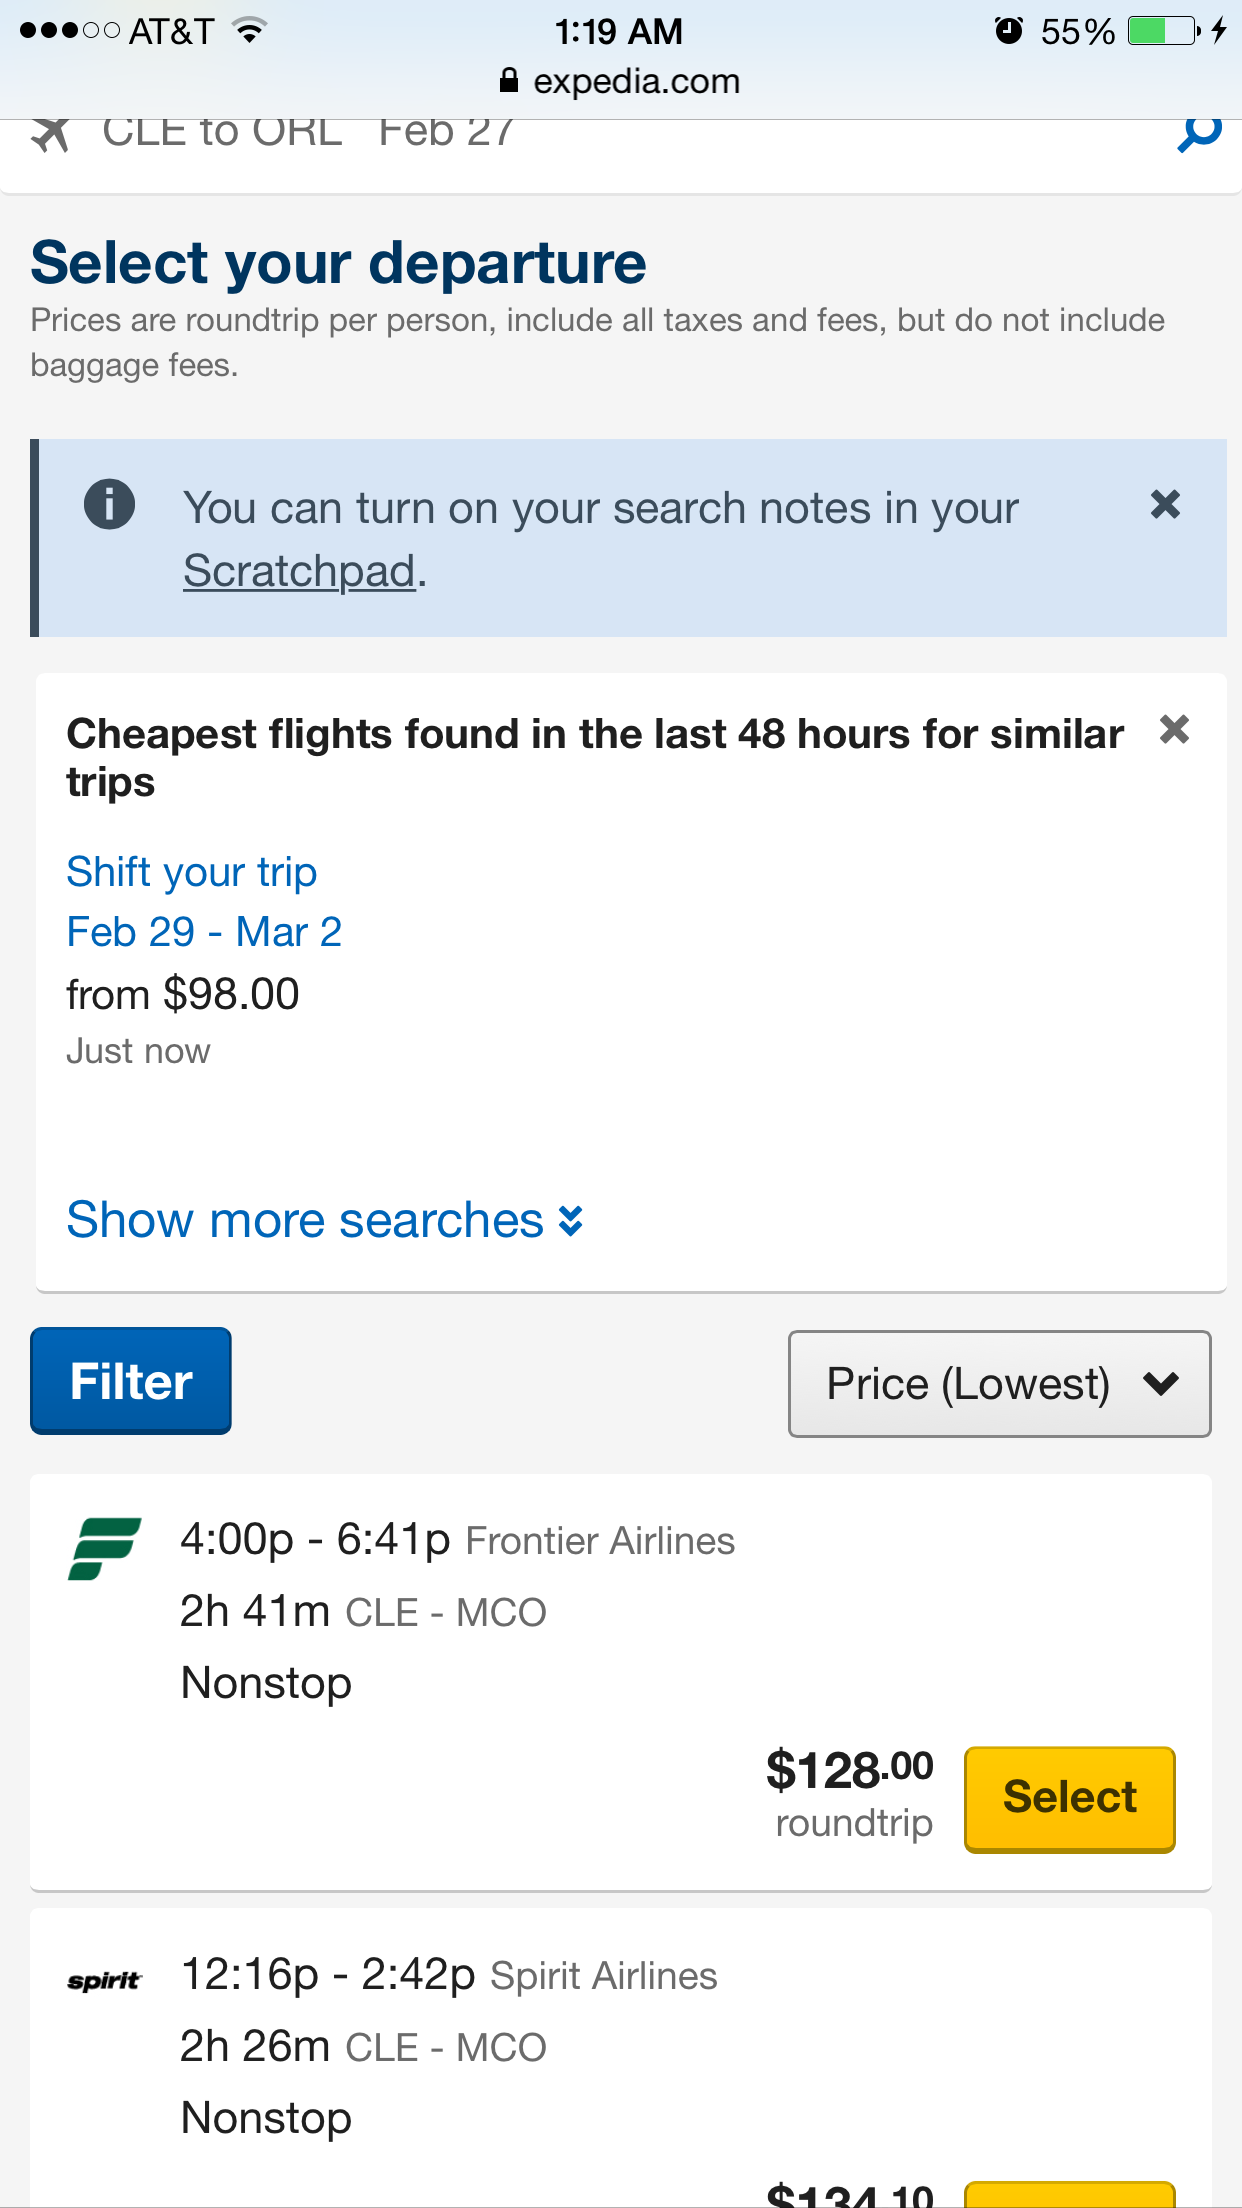 AT&T 1:19 AM 55%
expedia.com
CLE to ORL Feb 27
Select your departure
Prices are roundtrip per person, include all taxes and fees, but do not include
baggage fees.
You can turn on your search notes in your
Scratchpad.
Cheapest flights found in the last 48 hours for similar
trips
Shift your trip
Feb 29 - Mar 2
from $98.00
Just now
Show more searches
Filter Price (Lowest)
4:00p - 6:41p Frontier Airlines
2h 41m CLE - MCO
Nonstop
$128.00 Select
roundtrip
spirit 12:16p - 2:42p Spirit Airlines
2h 26m CLE - MCO
Nonstop
$134.10